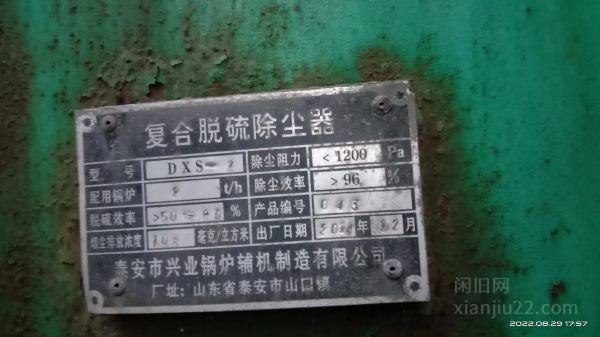 复合脱硫除尘器
型号 DXS-2 除尘阻力 <1200 Pa
配用锅炉 2 t/h 除尘效率 >96 %
脱硫效率 % 产品编号
烟尘排放浓度 毫克/立方米 出厂日期 年 月
泰安市兴业锅炉辅机制造有限公司
厂址:山东省泰安市山口镇
闲旧网
xianjiu22.com
2022.08.29 17:57